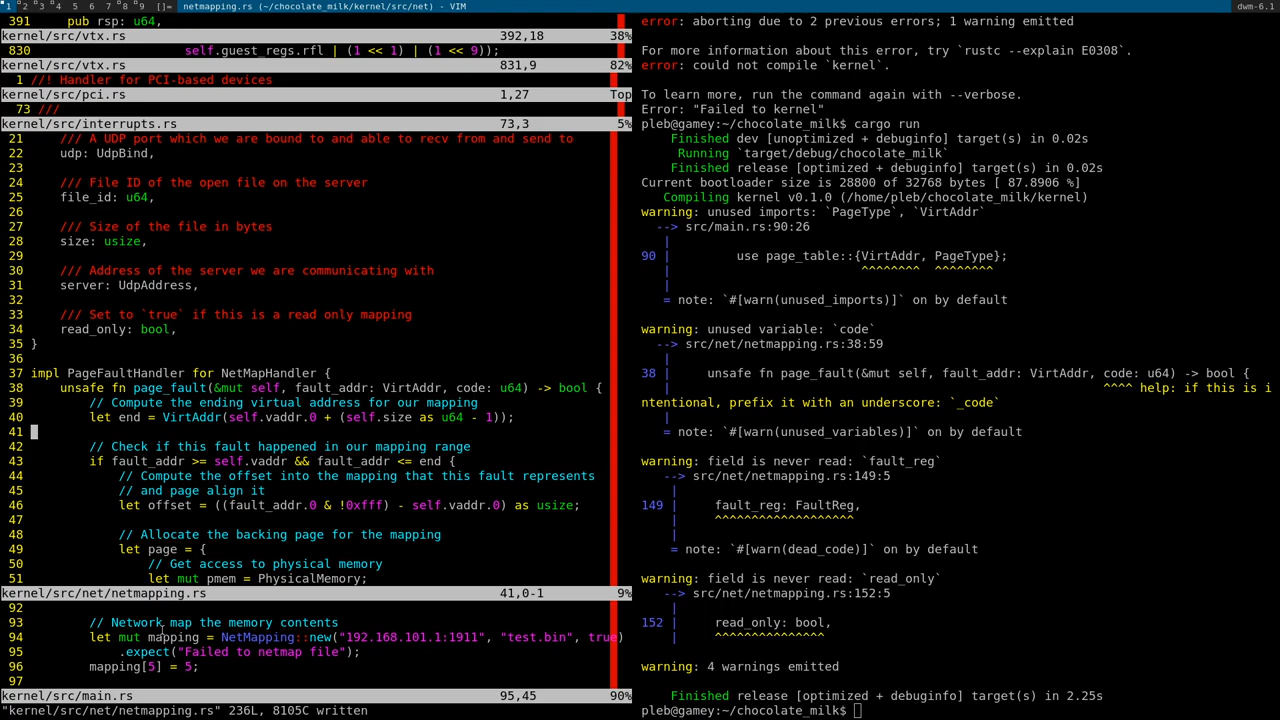 1 2 3 4 5 6 7 8 9 []= netmapping.rs (~/chocolate_milk/kernel/src/net) - VIM dwm-6.1
391     pub rsp: u64,
kernel/src/vtx.rs 392,18 38%
830                     self.guest_regs.rfl | (1 << 1) | (1 << 9));
kernel/src/vtx.rs 831,9 82%
1 //! Handler for PCI-based devices
kernel/src/pci.rs 1,27 Top
73 ///
kernel/src/interrupts.rs 73,3 5%
21     /// A UDP port which we are bound to and able to recv from and send to
22     udp: UdpBind,
23
24     /// File ID of the open file on the server
25     file_id: u64,
26
27     /// Size of the file in bytes
28     size: usize,
29
30     /// Address of the server we are communicating with
31     server: UdpAddress,
32
33     /// Set to `true` if this is a read only mapping
34     read_only: bool,
35 }
36
37 impl PageFaultHandler for NetMapHandler {
38     unsafe fn page_fault(&mut self, fault_addr: VirtAddr, code: u64) -> bool {
39         // Compute the ending virtual address for our mapping
40         let end = VirtAddr(self.vaddr.0 + (self.size as u64 - 1));
41
42         // Check if this fault happened in our mapping range
43         if fault_addr >= self.vaddr && fault_addr <= end {
44             // Compute the offset into the mapping that this fault represents
45             // and page align it
46             let offset = ((fault_addr.0 & !0xfff) - self.vaddr.0) as usize;
47
48             // Allocate the backing page for the mapping
49             let page = {
50                 // Get access to physical memory
51                 let mut pmem = PhysicalMemory;
kernel/src/net/netmapping.rs 41,0-1 9%
92
93         // Network map the memory contents
94         let mut mapping = NetMapping::new("192.168.101.1:1911", "test.bin", true)
95             .expect("Failed to netmap file");
96         mapping[5] = 5;
97
kernel/src/main.rs 95,45 90%
"kernel/src/net/netmapping.rs" 236L, 8105C written
error: aborting due to 2 previous errors; 1 warning emitted

For more information about this error, try `rustc --explain E0308`.
error: could not compile `kernel`.

To learn more, run the command again with --verbose.
Error: "Failed to kernel"
pleb@gamey:~/chocolate_milk$ cargo run
    Finished dev [unoptimized + debuginfo] target(s) in 0.02s
     Running `target/debug/chocolate_milk`
    Finished release [optimized + debuginfo] target(s) in 0.02s
Current bootloader size is 28800 of 32768 bytes [ 87.8906 %]
   Compiling kernel v0.1.0 (/home/pleb/chocolate_milk/kernel)
warning: unused imports: `PageType`, `VirtAddr`
  --> src/main.rs:90:26
   |
90 |         use page_table::{VirtAddr, PageType};
   |                          ^^^^^^^^  ^^^^^^^^
   |
   = note: `#[warn(unused_imports)]` on by default

warning: unused variable: `code`
  --> src/net/netmapping.rs:38:59
   |
38 |     unsafe fn page_fault(&mut self, fault_addr: VirtAddr, code: u64) -> bool {
   |                                                           ^^^^ help: if this is i
ntentional, prefix it with an underscore: `_code`
   |
   = note: `#[warn(unused_variables)]` on by default

warning: field is never read: `fault_reg`
   --> src/net/netmapping.rs:149:5
    |
149 |     fault_reg: FaultReg,
    |     ^^^^^^^^^^^^^^^^^^^
    |
    = note: `#[warn(dead_code)]` on by default

warning: field is never read: `read_only`
   --> src/net/netmapping.rs:152:5
    |
152 |     read_only: bool,
    |     ^^^^^^^^^^^^^^^

warning: 4 warnings emitted

    Finished release [optimized + debuginfo] target(s) in 2.25s
pleb@gamey:~/chocolate_milk$